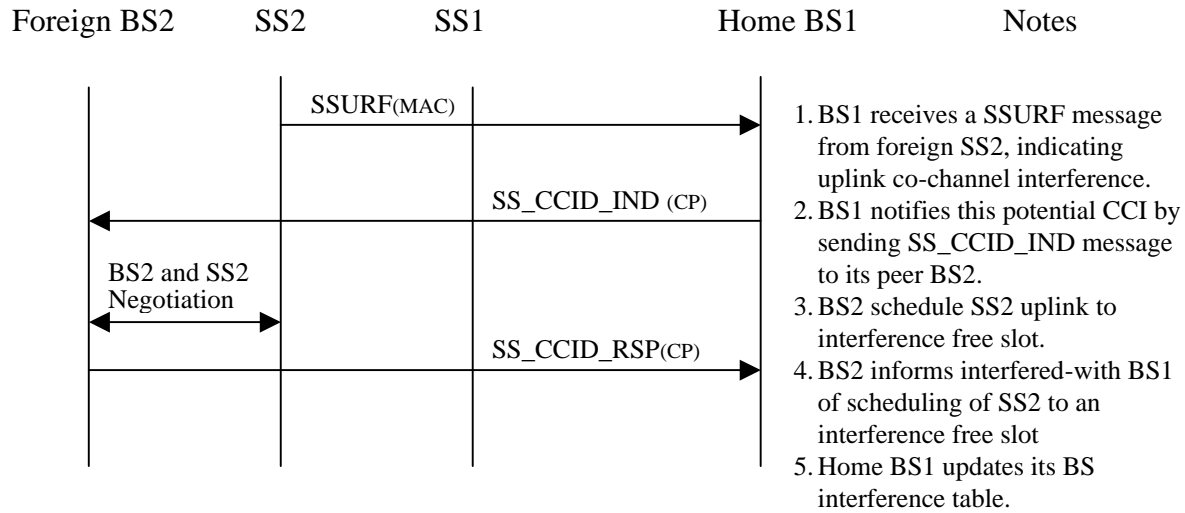 Foreign BS2 SS2 SS1 Home BS1 Notes
SSURF(MAC)
SS_CCID_IND (CP)
BS2 and SS2
Negotiation
SS_CCID_RSP(CP)
1. BS1 receives a SSURF message
from foreign SS2, indicating
uplink co-channel interference.
2. BS1 notifies this potential CCI by
sending SS_CCID_IND message
to its peer BS2.
3. BS2 schedule SS2 uplink to
interference free slot.
4. BS2 informs interfered-with BS1
of scheduling of SS2 to an
interference free slot
5. Home BS1 updates its BS
interference table.